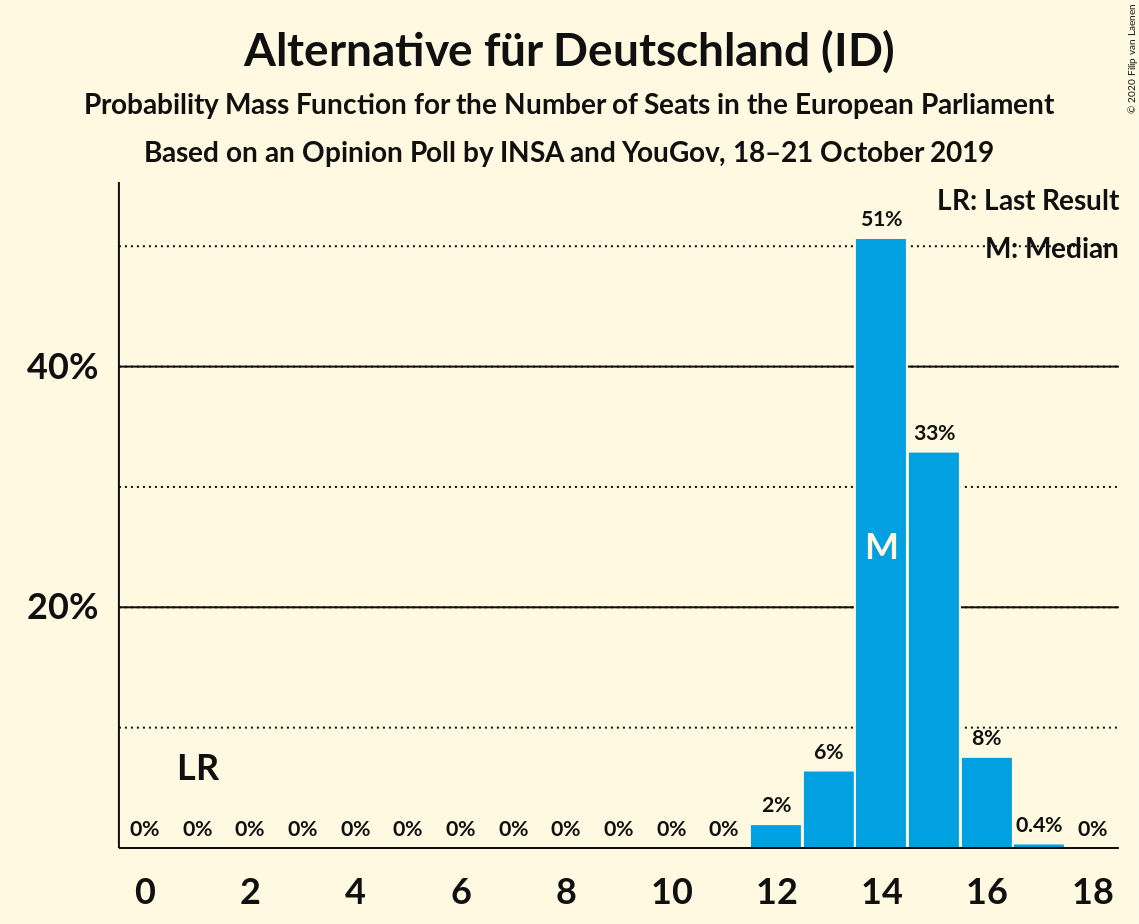 Alternative für Deutschland (ID)
Probability Mass Function for the Number of Seats in the European Parliament
Based on an Opinion Poll by INSA and YouGov, 18–21 October 2019
© 2020 Filip van Laenen
LR: Last Result
M: Median
51%
40%
33%
M
20%
8%
6%
LR
2%
0% 0% 0% 0% 0% 0% 0% 0% 0% 0% 0% 0% 0.4% 0%
0 2 4 6 8 10 12 14 16 18